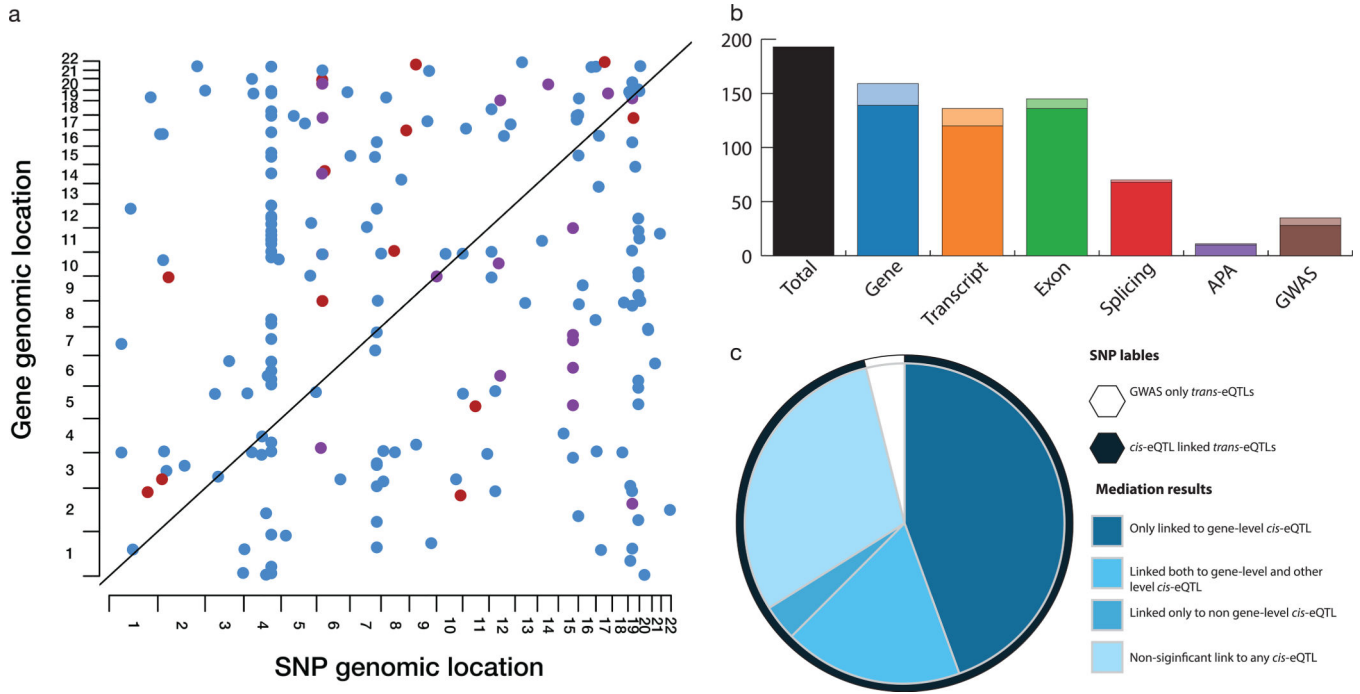 a
Gene genomic location
22
21
20
19
18
17
16
15
14
13
12
11
10
9
8
7
6
5
4
3
2
1
1
2
3
4
5
6
7
8
9
10
11
12
13
14
15
16
17
18
19
20
21
22
SNP genomic location
b
200
150
100
50
0
Total
Gene
Transcript
Exon
Splicing
APA
GWAS
c
SNP lables
GWAS only trans-eQTLs
cis-eQTL linked trans-eQTLs
Mediation results
Only linked to gene-level cis-eQTL
Linked both to gene-level and other
level cis-eQTL
Linked only to non gene-level cis-eQTL
Non-siginficant link to any cis-eQTL